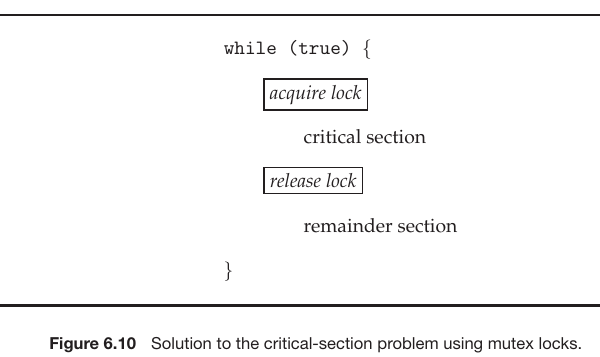 while (true) {
acquire lock
critical section
release lock
remainder section
}
Figure 6.10 Solution to the critical-section problem using mutex locks.